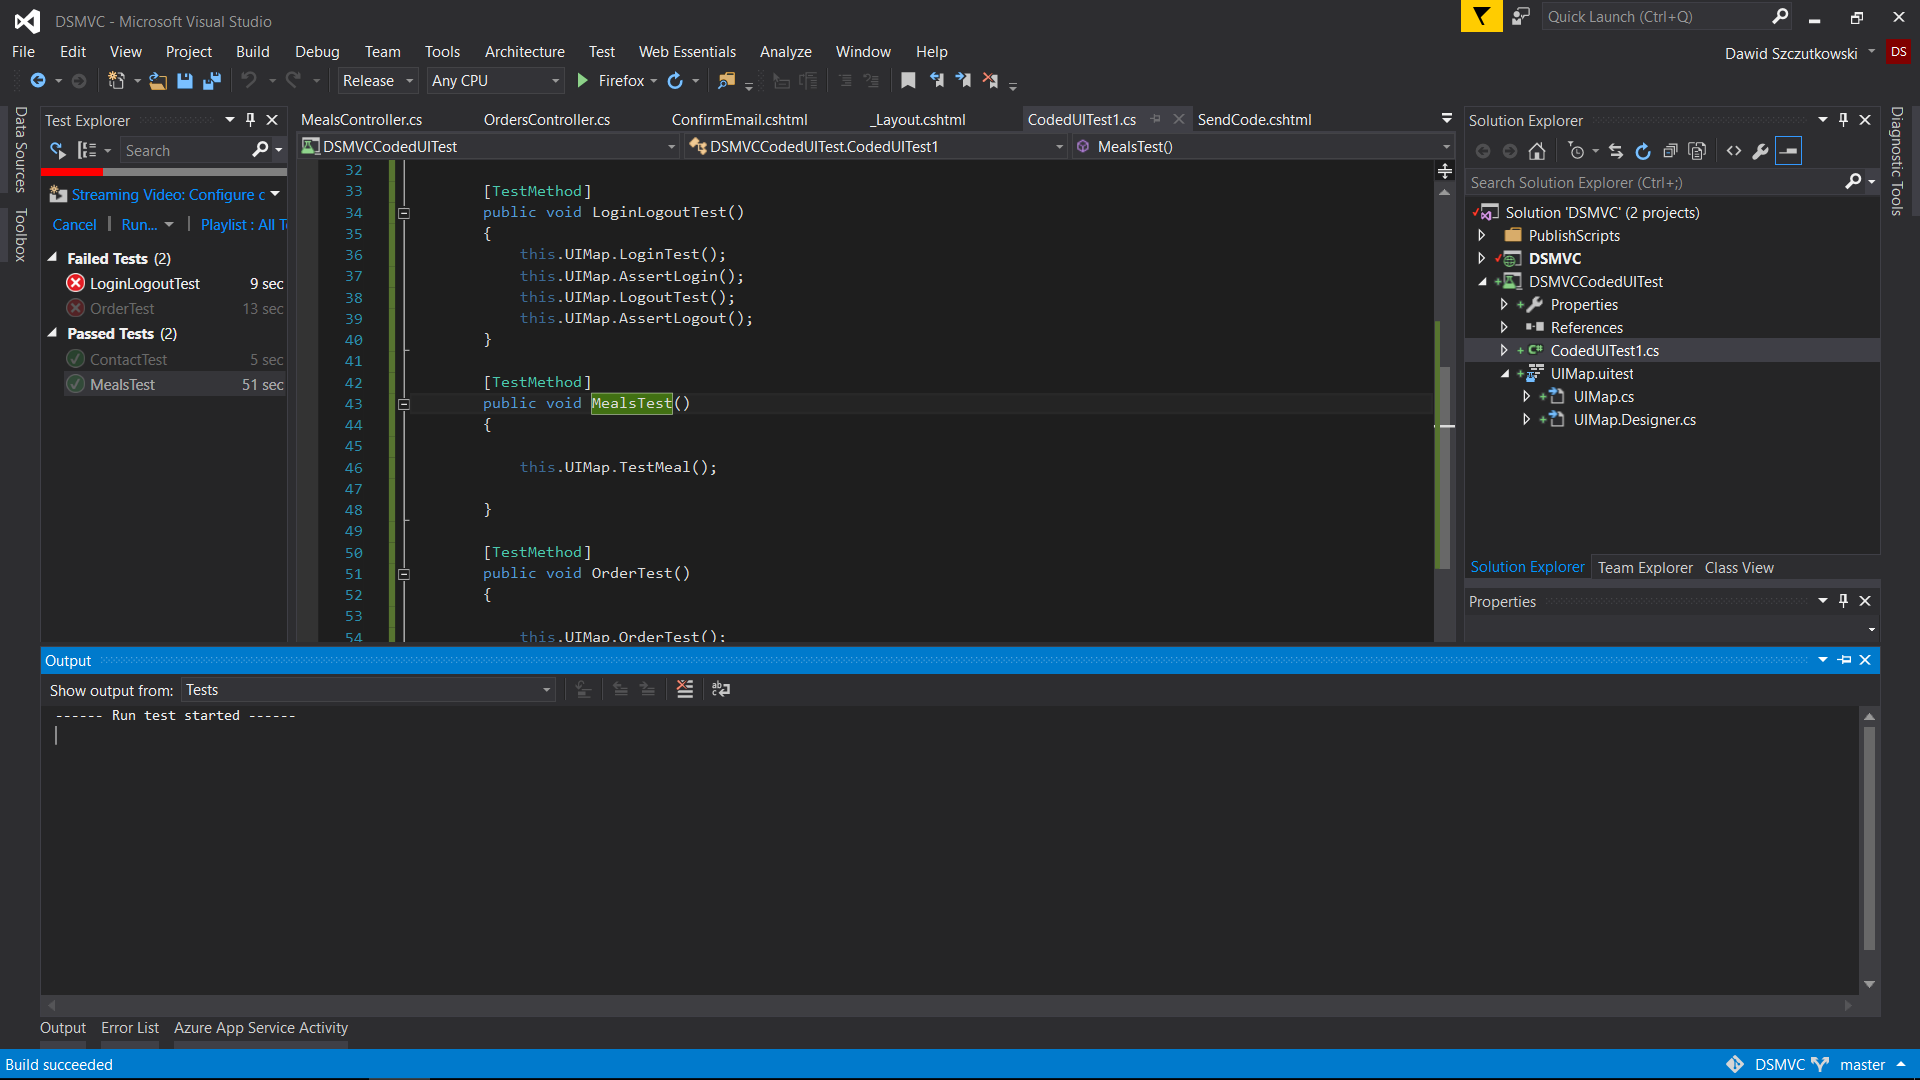 DSMVC - Microsoft Visual Studio
Quick Launch (Ctrl+Q)
File Edit View Project Build Debug Team Tools Architecture Test Web Essentials Analyze Window Help
Dawid Szczutkowski DS
Release Any CPU Firefox
Data Sources
Toolbox
Test Explorer
Search
Streaming Video: Configure c
Cancel Run... Playlist : All T
Failed Tests (2)
LoginLogoutTest 9 sec
OrderTest 13 sec
Passed Tests (2)
ContactTest 5 sec
MealsTest 51 sec
MealsController.cs OrdersController.cs ConfirmEmail.cshtml _Layout.cshtml CodedUITest1.cs SendCode.cshtml
DSMVCCodedUITest DSMVCCodedUITest.CodedUITest1 MealsTest()
32
33 [TestMethod]
34 public void LoginLogoutTest()
35 {
36 this.UIMap.LoginTest();
37 this.UIMap.AssertLogin();
38 this.UIMap.LogoutTest();
39 this.UIMap.AssertLogout();
40 }
41
42 [TestMethod]
43 public void MealsTest()
44 {
45
46 this.UIMap.TestMeal();
47
48 }
49
50 [TestMethod]
51 public void OrderTest()
52 {
53
54 this.UIMap.OrderTest();
Solution Explorer
Search Solution Explorer (Ctrl+;)
Solution 'DSMVC' (2 projects)
PublishScripts
DSMVC
DSMVCCodedUITest
Properties
References
C# CodedUITest1.cs
UIMap.uitest
UIMap.cs
UIMap.Designer.cs
Solution Explorer Team Explorer Class View
Properties
Diagnostic Tools
Output
Show output from: Tests
------ Run test started ------
Output Error List Azure App Service Activity
Build succeeded
DSMVC master